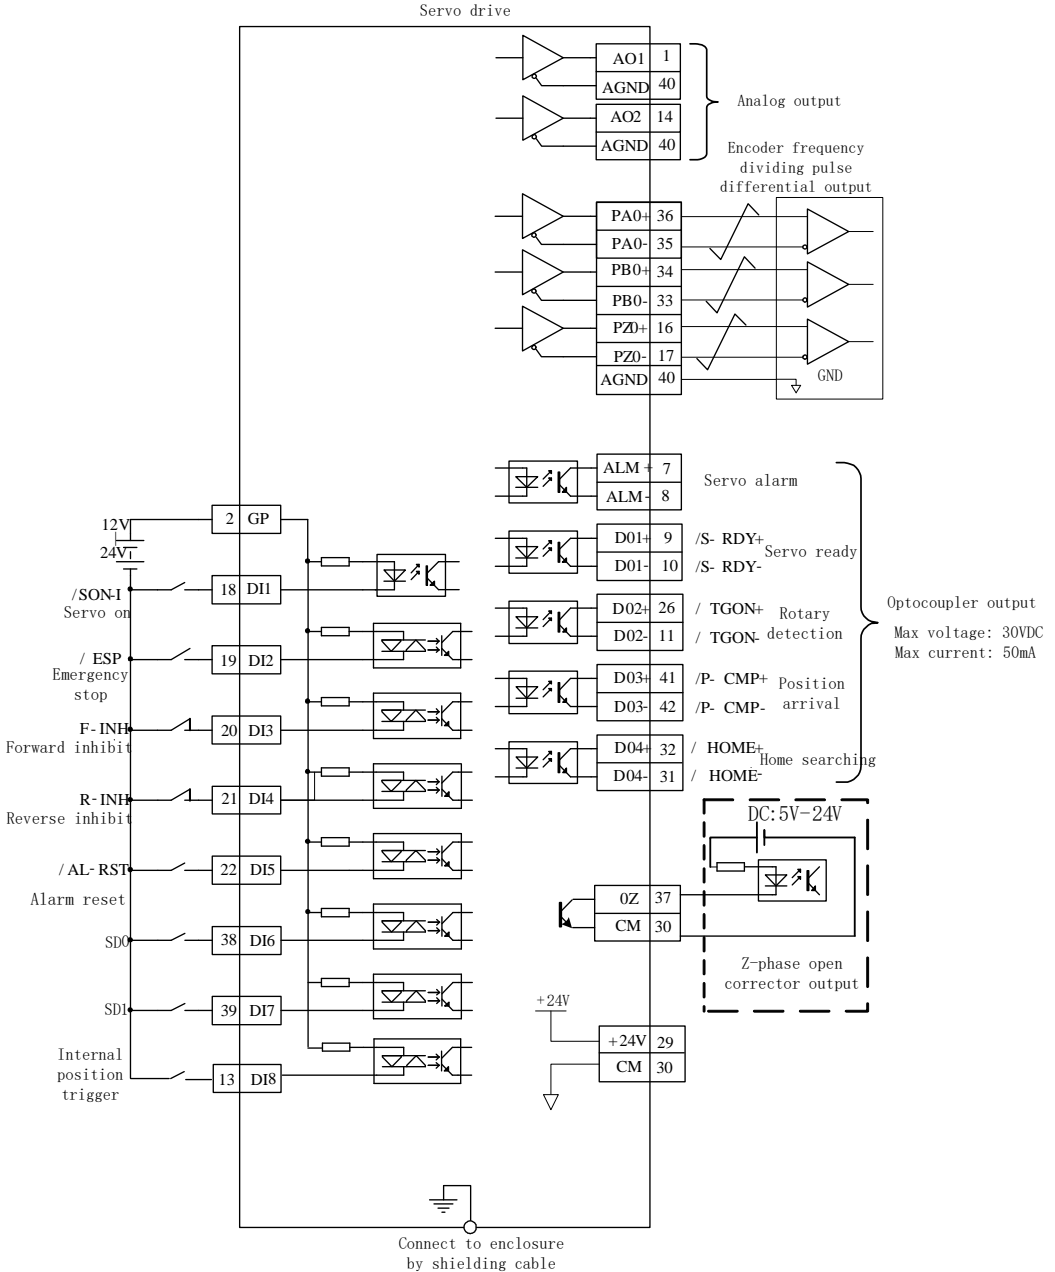 Servo drive
AO1 1
AGND 40
AO2 14
AGND 40
Analog output
Encoder frequency
dividing pulse
differential output
PA0+ 36
PA0- 35
PB0+ 34
PB0- 33
PZ0+ 16
PZ0- 17
AGND 40
GND
ALM + 7
ALM- 8
Servo alarm
D01+ 9 /S- RDY+
D01- 10 /S- RDY-
Servo ready
D02+ 26 / TGON+
D02- 11 / TGON-
Rotary
detection
D03+ 41 /P- CMP+
D03- 42 /P- CMP-
Position
arrival
D04+ 32 / HOME+
D04- 31 / HOME-
Home searching
Optocoupler output
Max voltage: 30VDC
Max current: 50mA
12V
24V
2 GP
/SON-I
Servo on
18 DI1
/ ESP
Emergency
stop
19 DI2
F-INH
Forward inhibit
20 DI3
R-INH
Reverse inhibit
21 DI4
/AL-RST
Alarm reset
22 DI5
SD0
38 DI6
SD1
39 DI7
Internal
position
trigger
13 DI8
DC:5V-24V
0Z 37
CM 30
Z-phase open
corrector output
+24V
+24V 29
CM 30
Connect to enclosure
by shielding cable